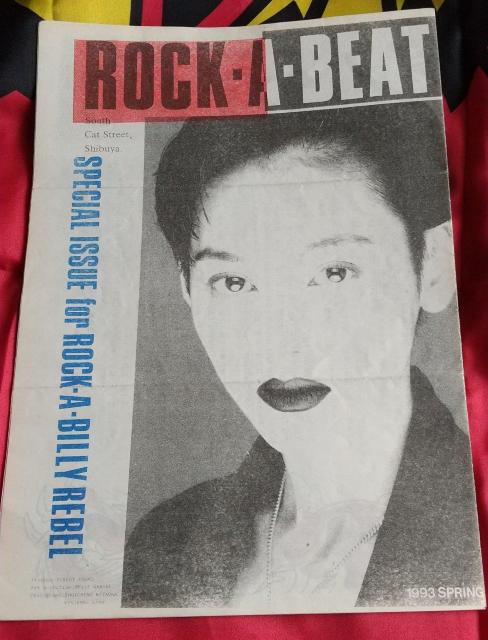 ROCK·A·BEAT
South
Cat Street,
Shibuya.
SPECIAL ISSUE for ROCK·A·BILLY REBEL
1993 SPRING